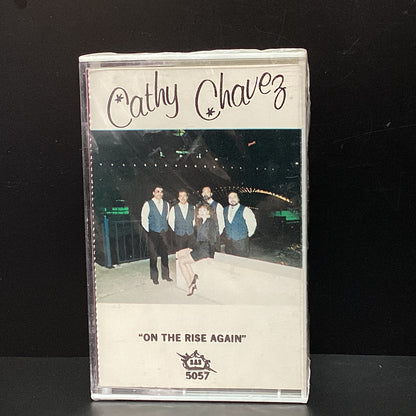 Cathy Chavez
"ON THE RISE AGAIN"
5057